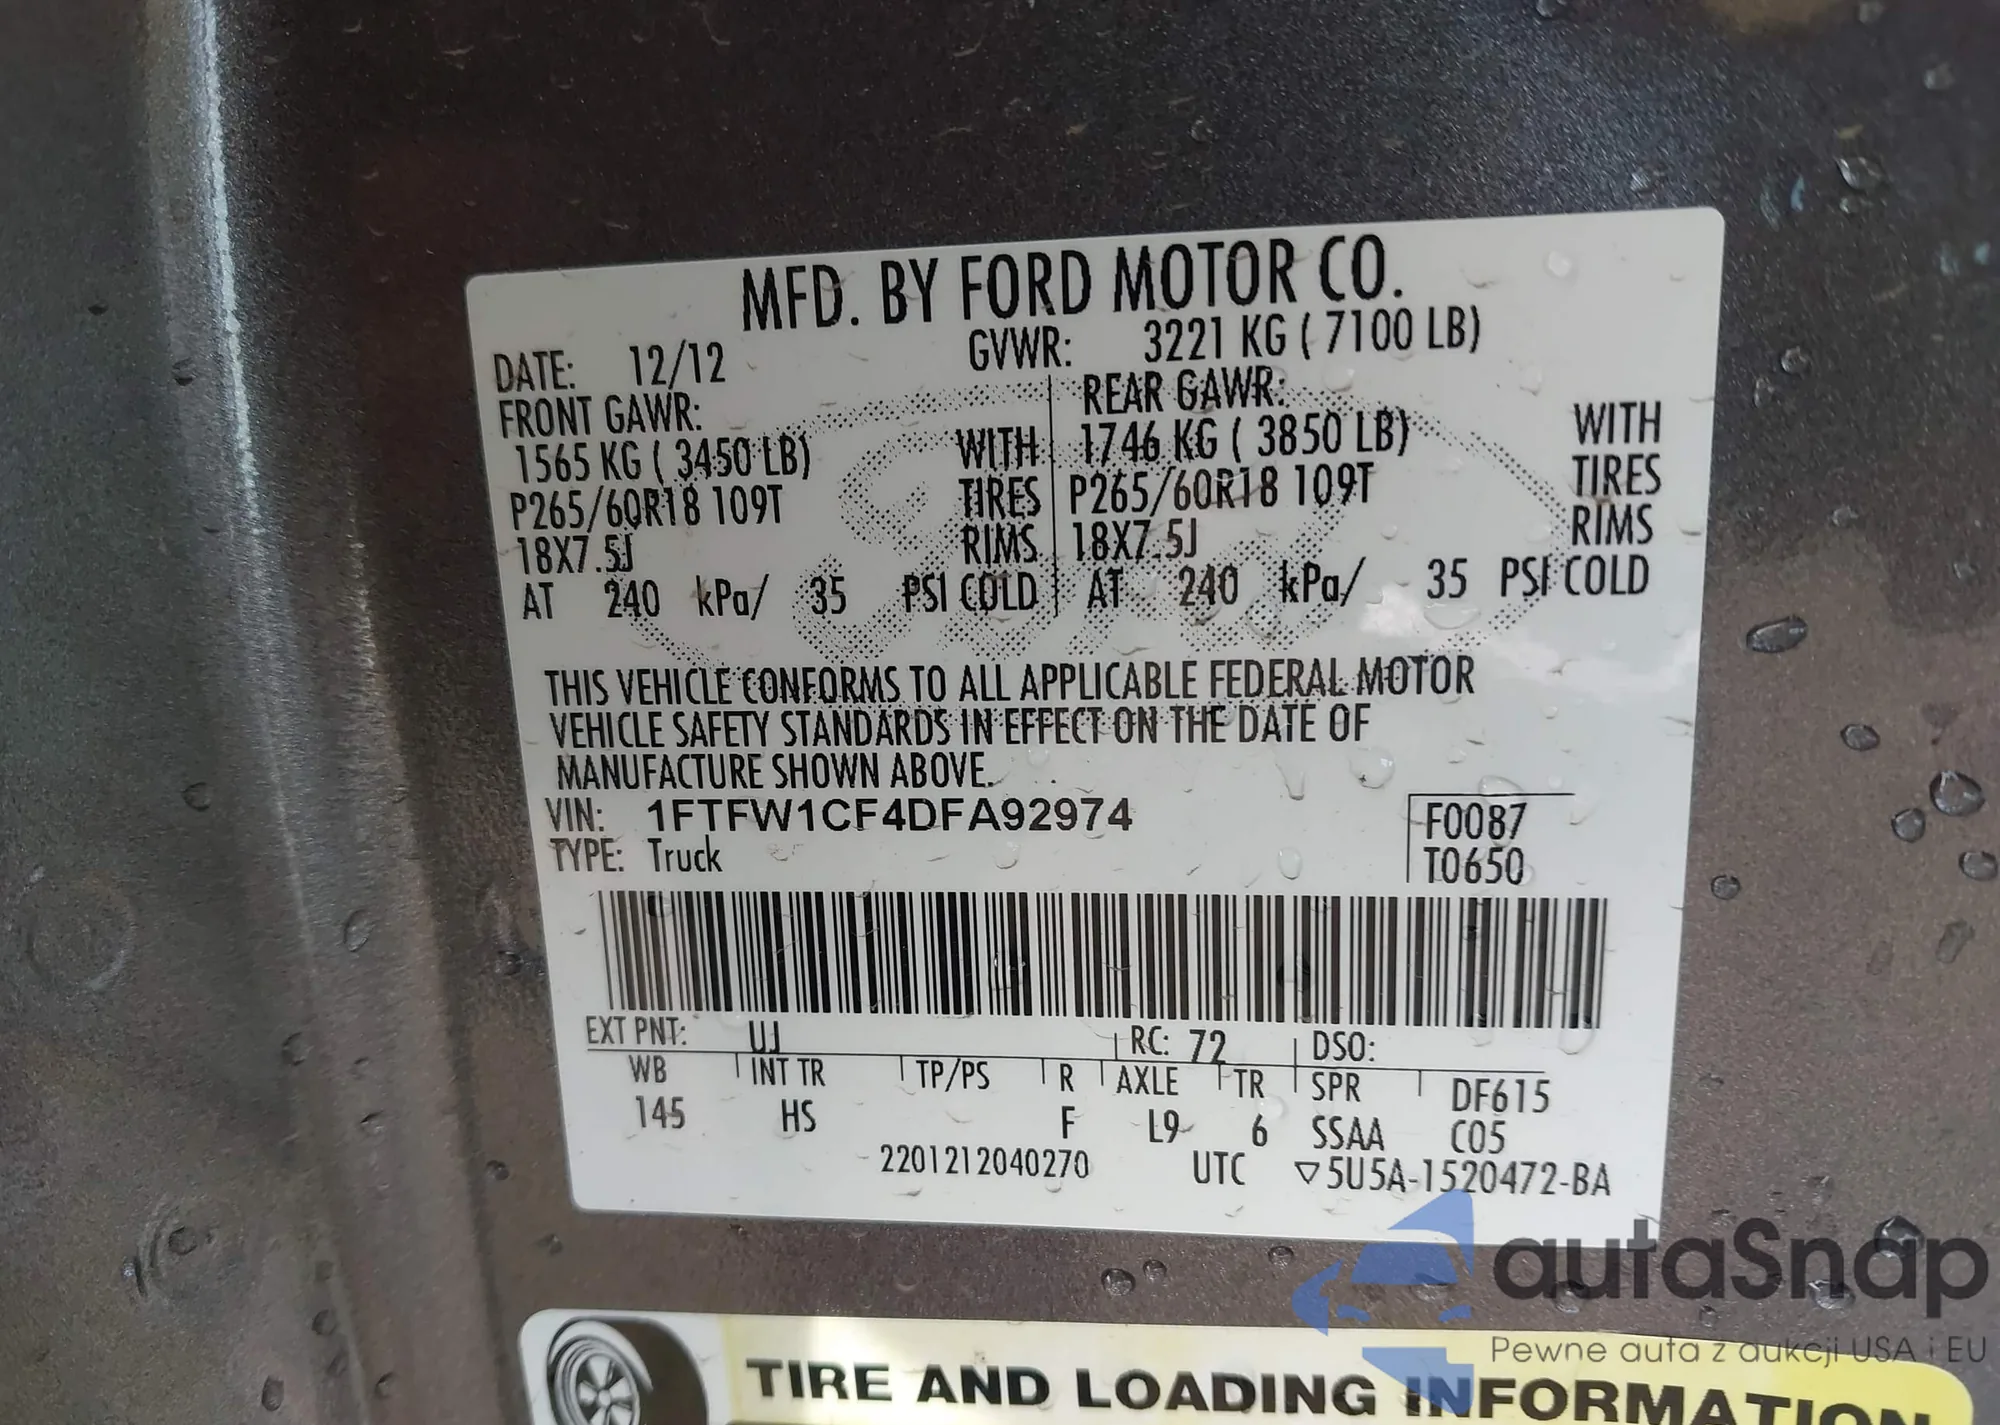 MFD. BY FORD MOTOR CO.
DATE: 12/12 GVWR: 3221 KG ( 7100 LB)
FRONT GAWR: REAR GAWR:
1565 KG ( 3450 LB) WITH 1746 KG ( 3850 LB) WITH
P265/60R18 109T TIRES P265/60R18 109T TIRES
18X7.5J RIMS 18X7.5J RIMS
AT 240 kPa/ 35 PSI COLD AT 240 kPa/ 35 PSI COLD
THIS VEHICLE CONFORMS TO ALL APPLICABLE FEDERAL MOTOR
VEHICLE SAFETY STANDARDS IN EFFECT ON THE DATE OF
MANUFACTURE SHOWN ABOVE.
VIN: 1FTFW1CF4DFA92974 F0087
TYPE: Truck T0650
EXT PNT: UJ RC: 72 DSO:
WB INT TR TP/PS R AXLE TR SPR DF615
145 HS F L9 6 SSAA C05
2201212040270 UTC ▽5U5A-1520472-BA
autaSnap
Pewne auta z aukcji USA i EU
TIRE AND LOADING INFORMATION